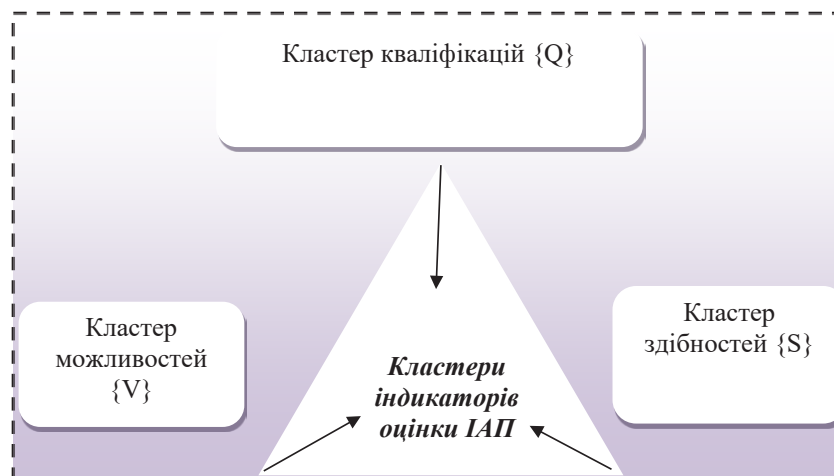 Кластер кваліфікацій {Q}
Кластер
можливостей
{V}
Кластер
здібностей {S}
Кластери
індикаторів
оцінки ІАП